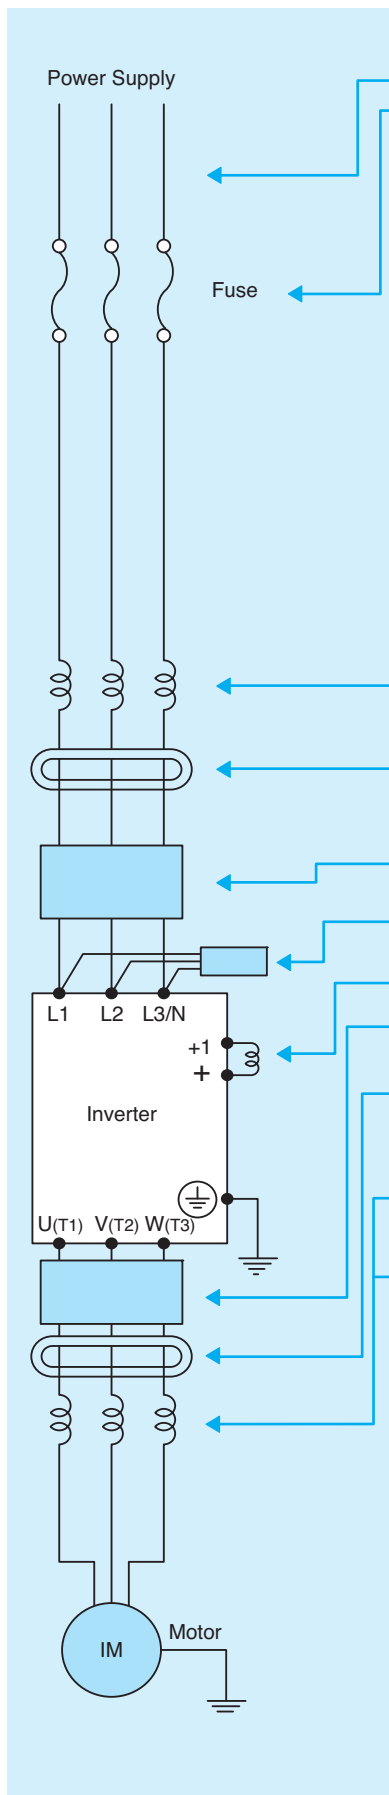 Power Supply
Fuse
L1 L2 L3/N
+1
+
Inverter
U(T1) V(T2) W(T3)
Motor
IM